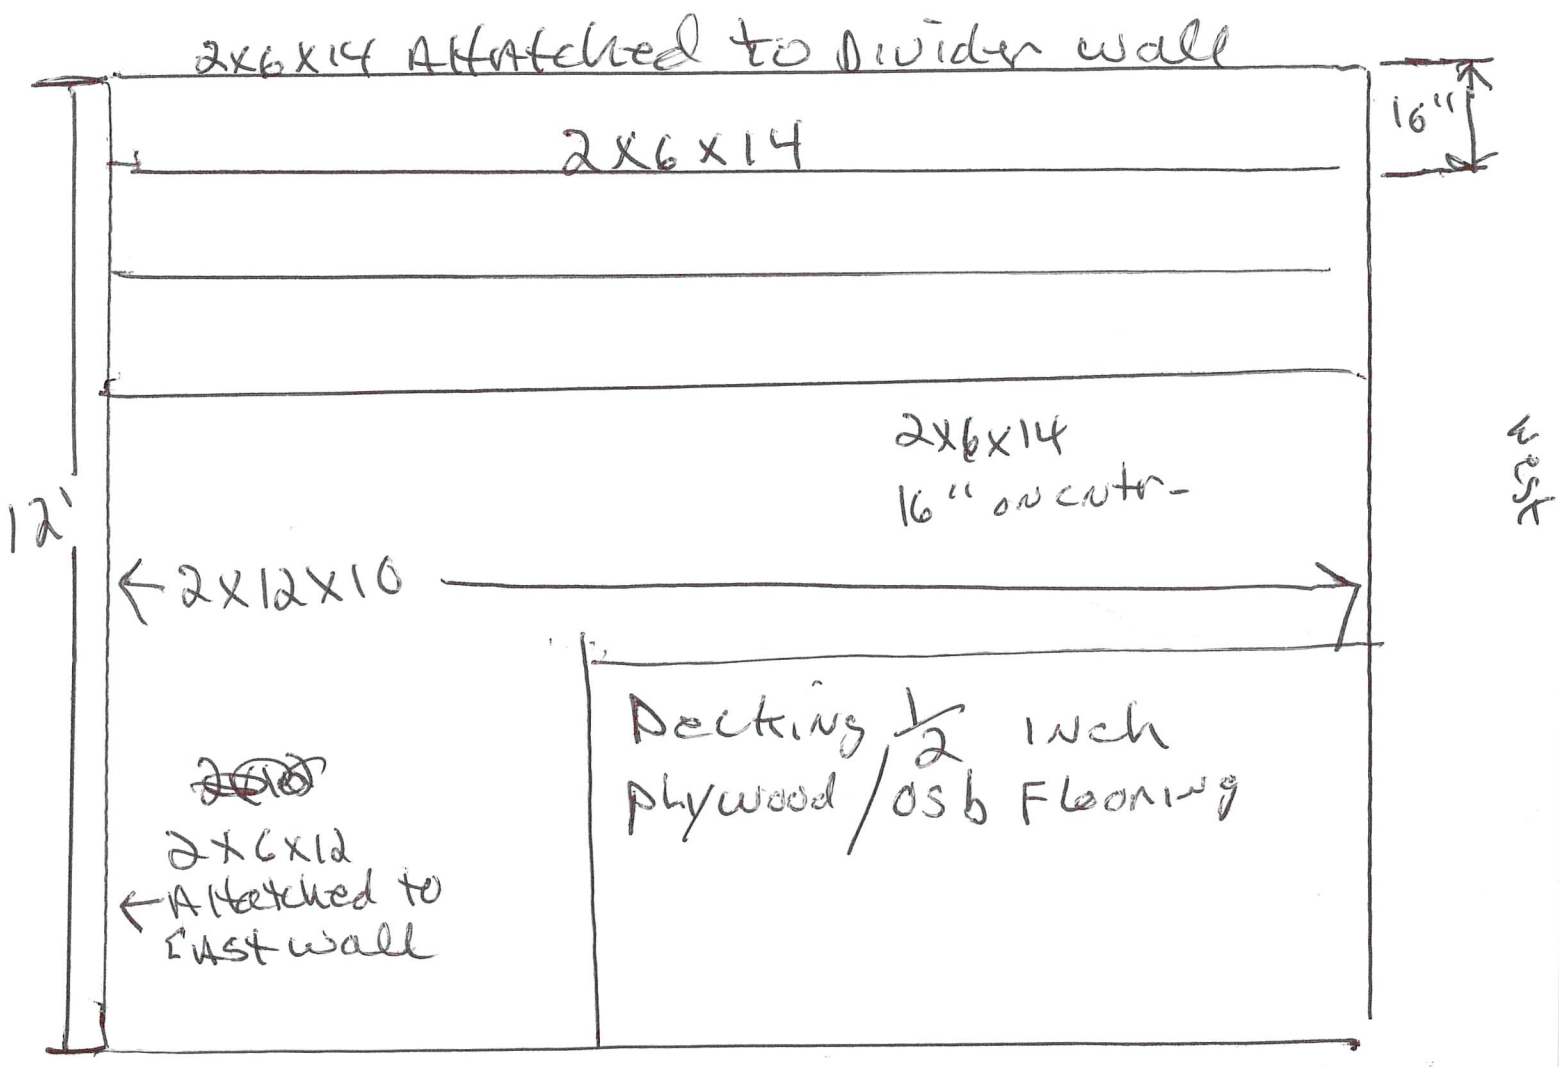 2x6x14 Attatched to Divider wall
16"
2x6x14
2x6x14
16" on cntr-
West
12'
2x12x10
Decking 1/2 inch
plywood/osb Flooring
2x6x12
Attatched to
East wall